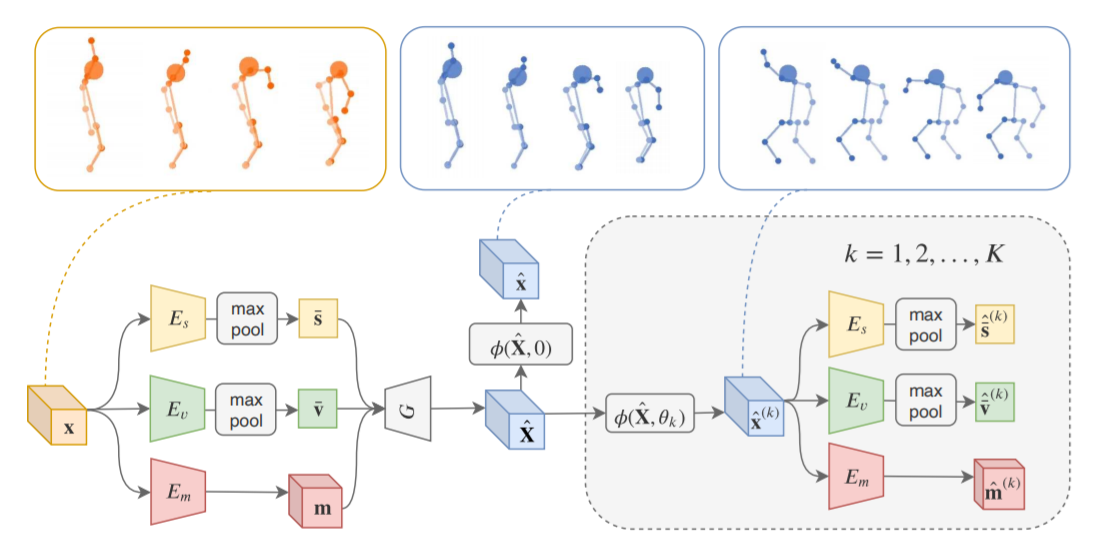 k = 1, 2, . . . , K
x̂
E_s
max
pool
s̄
E_s
max
pool
s̄̂^(k)
ϕ(X̂, 0)
E_v
max
pool
v̄
G
X̂
ϕ(X̂, θ_k)
x̂^(k)
E_v
max
pool
v̄̂^(k)
x
E_m
m
E_m
m̂^(k)